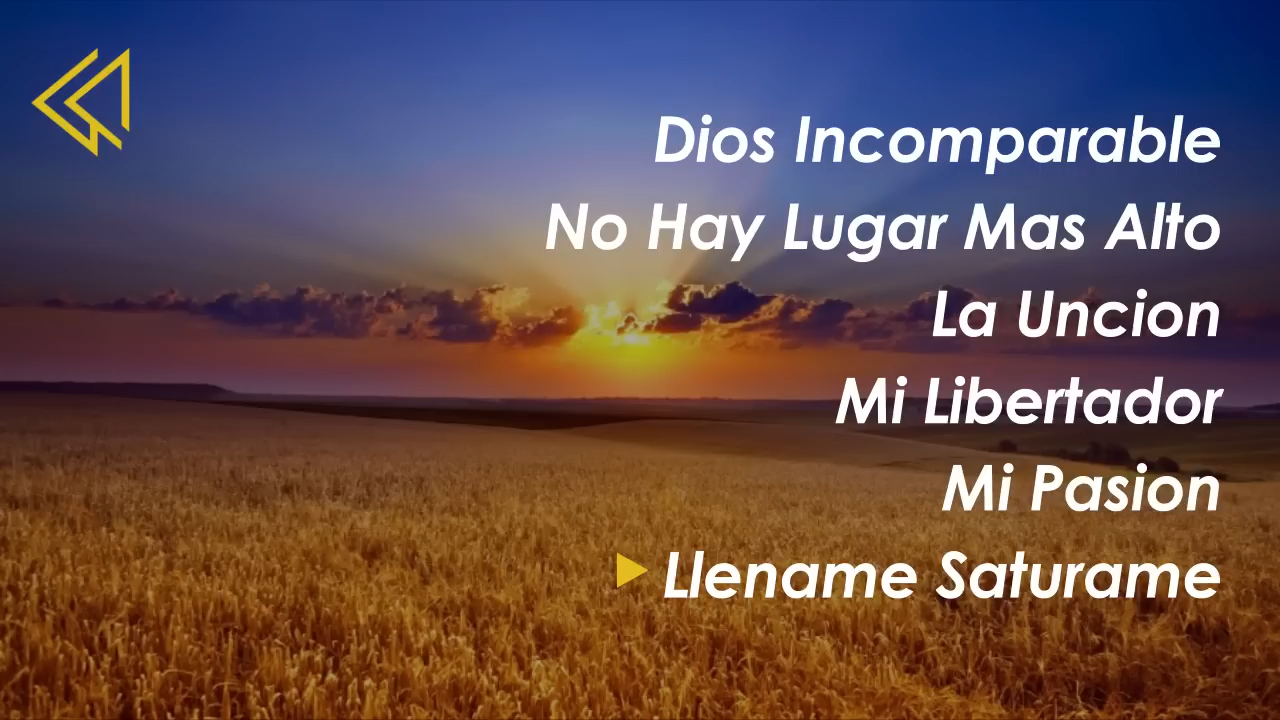 Dios Incomparable
No Hay Lugar Mas Alto
La Uncion
Mi Libertador
Mi Pasion
Llename Saturame